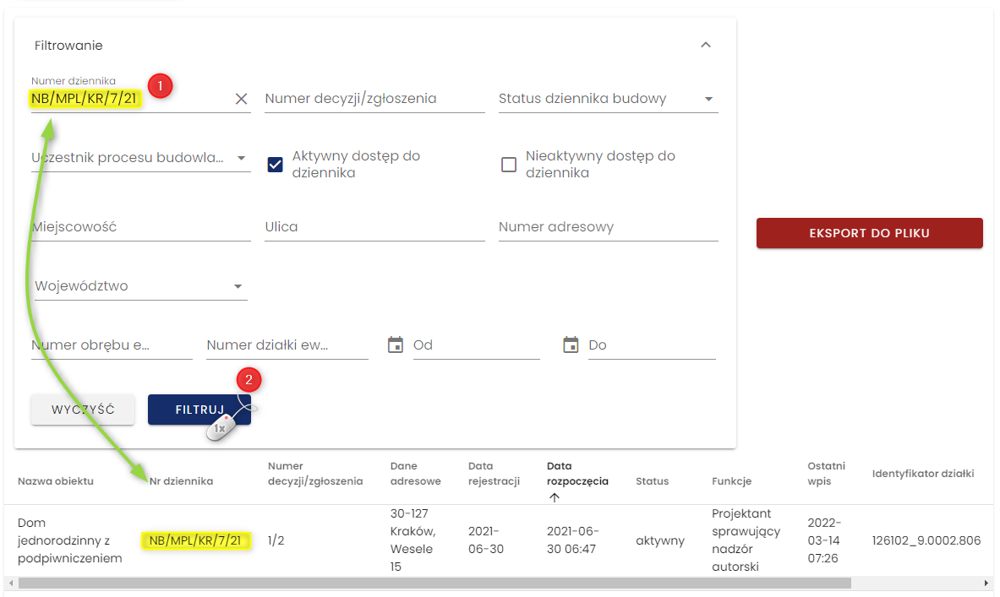 Filtrowanie
Numer dziennika
NB/MPL/KR/7/21
1
Numer decyzji/zgłoszenia
Status dziennika budowy
Uczestnik procesu budowla...
Aktywny dostęp do
dziennika
Nieaktywny dostęp do
dziennika
Miejscowość
Ulica
Numer adresowy
EKSPORT DO PLIKU
Województwo
Numer obrębu e...
Numer działki ew...
Od
Do
2
WYCZYŚĆ
FILTRUJ
1x
Nazwa obiektu
Nr dziennika
Numer
decyzji/zgłoszenia
Dane
adresowe
Data
rejestracji
Data
rozpoczęcia
Status
Funkcje
Ostatni
wpis
Identyfikator działki
Dom
jednorodzinny z
podpiwniczeniem
NB/MPL/KR/7/21
1/2
30-127
Kraków,
Wesele
15
2021-
06-30
2021-06-
30 06:47
aktywny
Projektant
sprawujący
nadzór
autorski
2022-
03-14
07:26
126102_9.0002.806